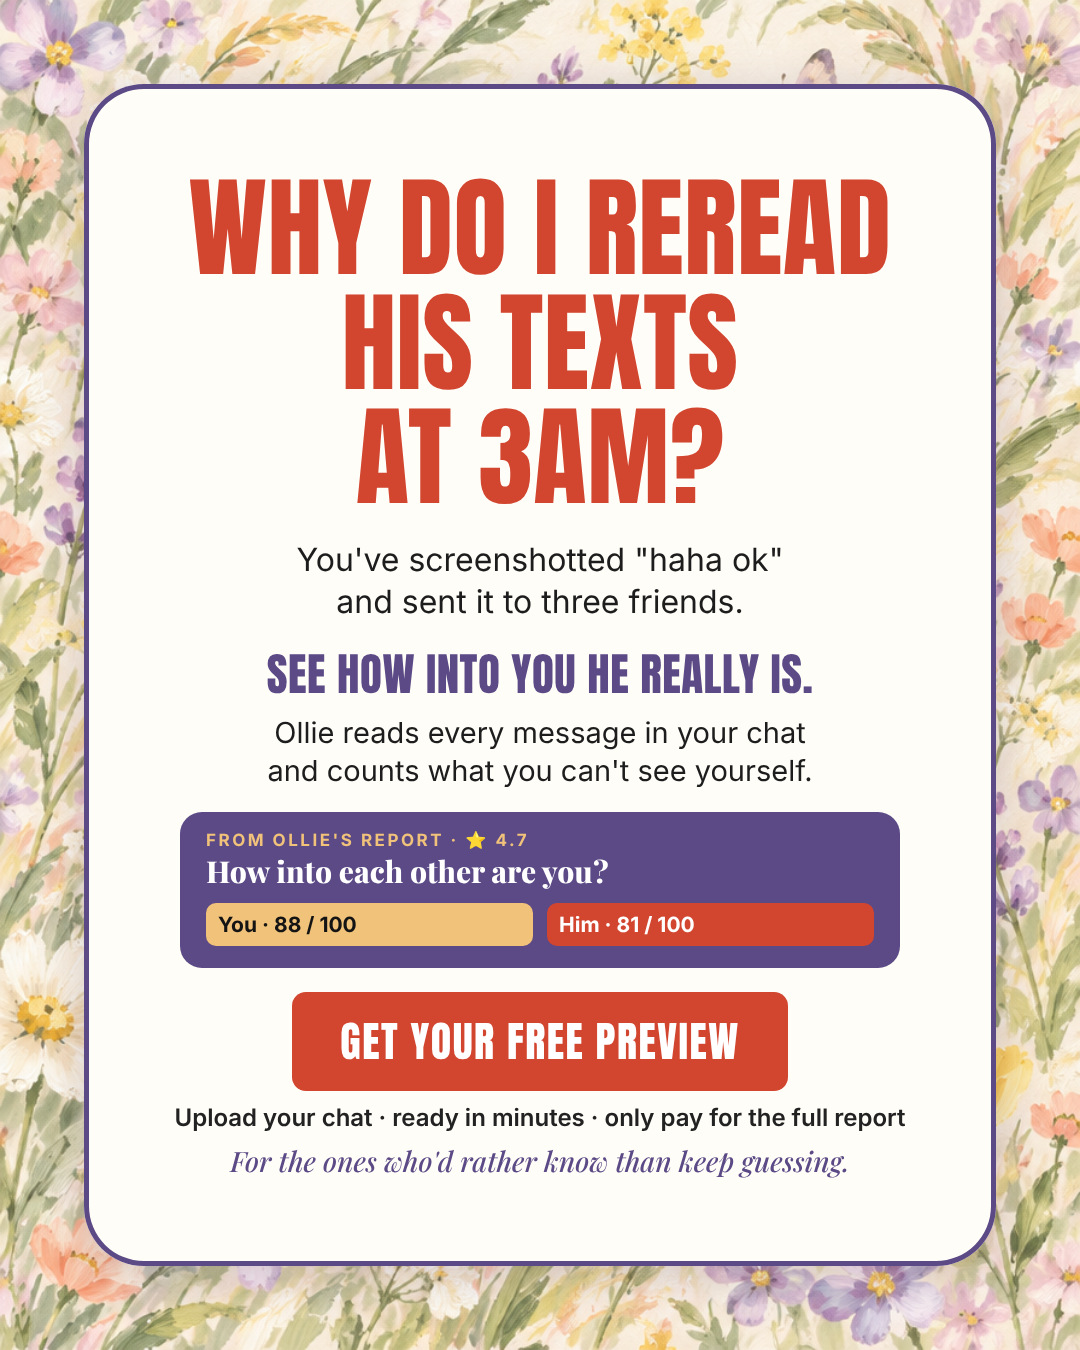 WHY DO I REREAD
HIS TEXTS
AT 3AM?
You've screenshotted "haha ok"
and sent it to three friends.
SEE HOW INTO YOU HE REALLY IS.
Ollie reads every message in your chat
and counts what you can't see yourself.
FROM OLLIE'S REPORT · ⭐ 4.7
How into each other are you?
You · 88 / 100
Him · 81 / 100
GET YOUR FREE PREVIEW
Upload your chat · ready in minutes · only pay for the full report
For the ones who'd rather know than keep guessing.